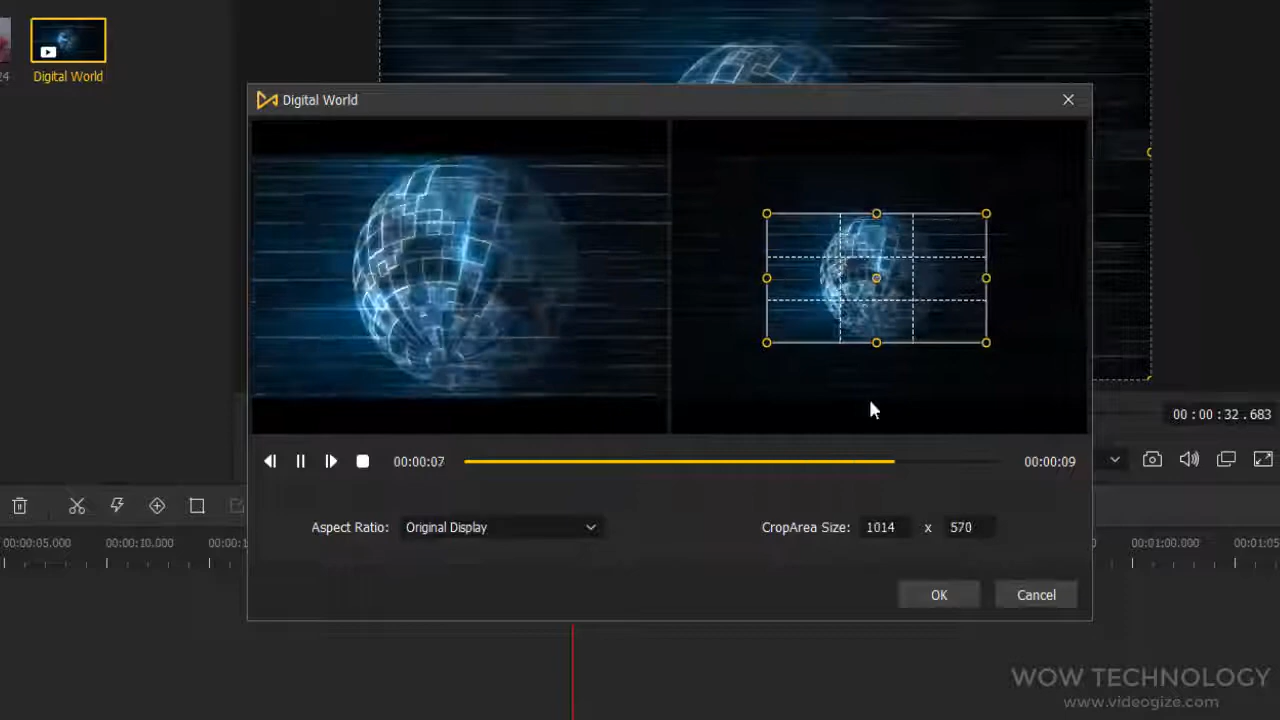 24
Digital World
Digital World
00:00:32.683
00:00:07
00:00:09
Aspect Ratio:
Original Display
CropArea Size:
1014
x
570
00:00:05.000
00:00:10.000
00:00:1
00:01:00.000
00:01:05
OK
Cancel
WOW TECHNOLOGY
www.videogize.com